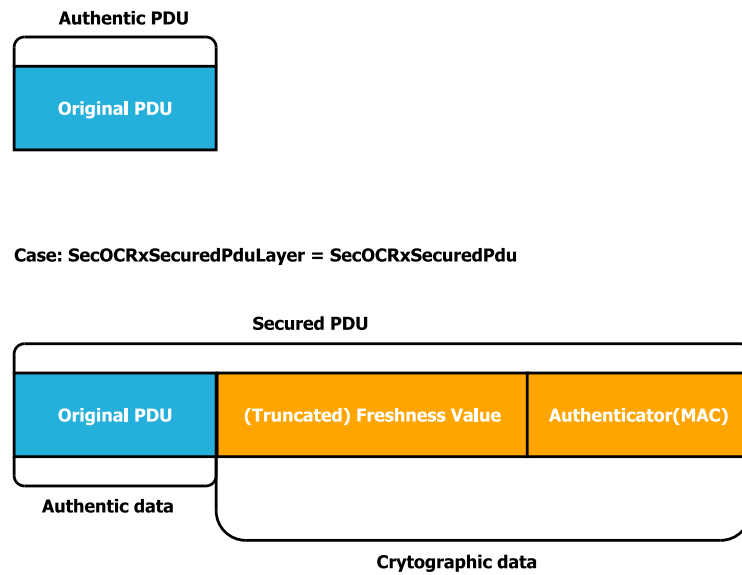 Authentic PDU
Original PDU
Case: SecOCRxSecuredPduLayer = SecOCRxSecuredPdu
Secured PDU
Original PDU
(Truncated) Freshness Value
Authenticator(MAC)
Authentic data
Crytographic data